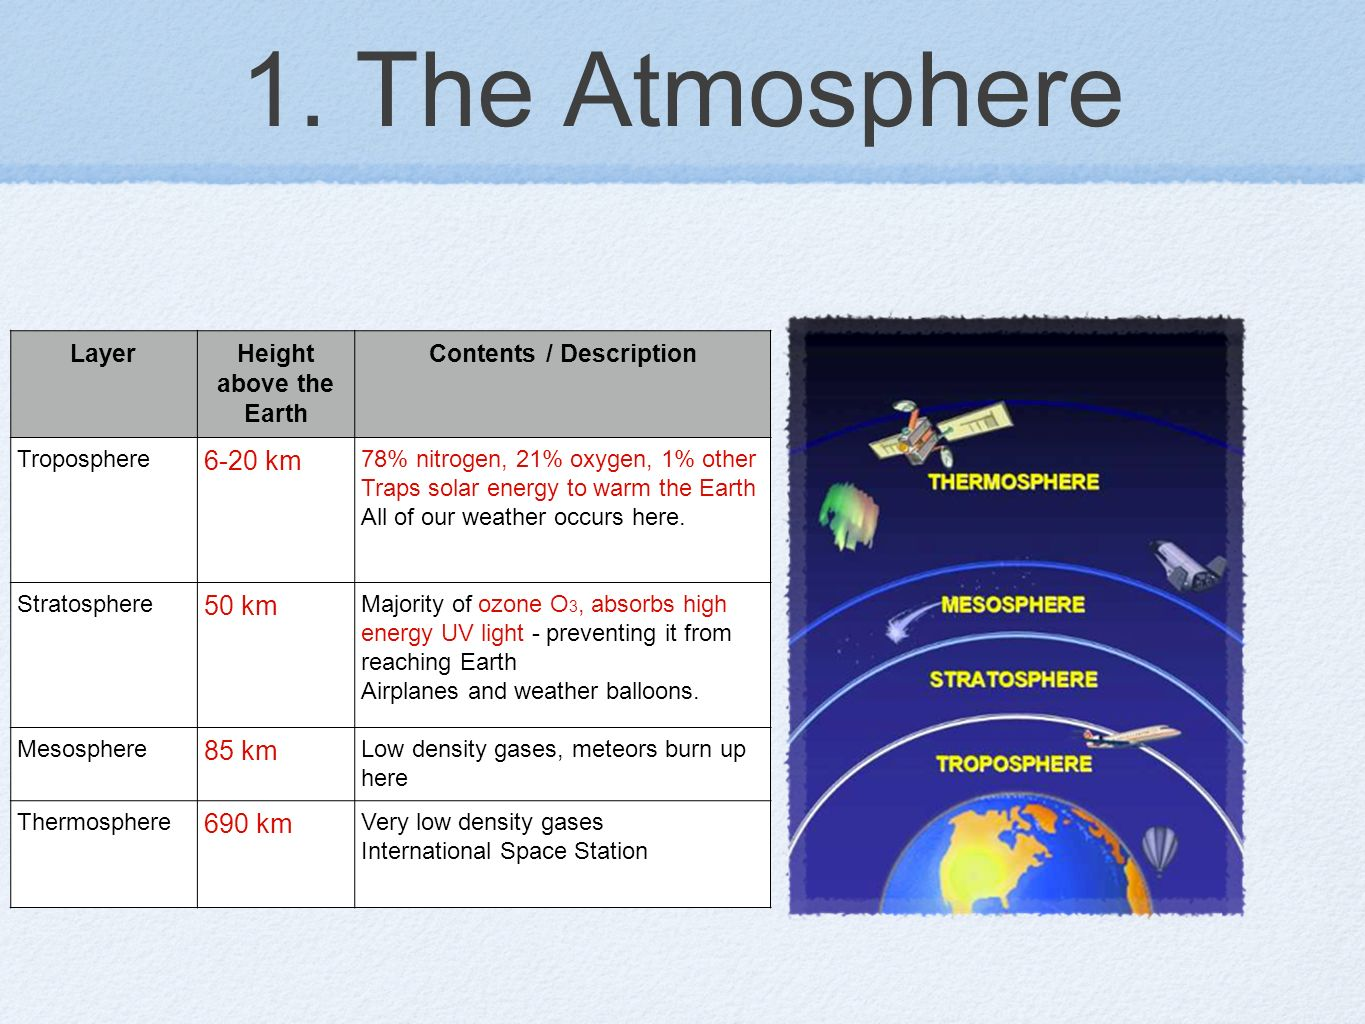 1. The Atmosphere
Layer
Height
above the
Earth
Contents / Description
Troposphere
6-20 km
78% nitrogen, 21% oxygen, 1% other
Traps solar energy to warm the Earth
All of our weather occurs here.
Stratosphere
50 km
Majority of ozone O₃, absorbs high
energy UV light - preventing it from
reaching Earth
Airplanes and weather balloons.
Mesosphere
85 km
Low density gases, meteors burn up
here
Thermosphere
690 km
Very low density gases
International Space Station
THERMOSPHERE
MESOSPHERE
STRATOSPHERE
TROPOSPHERE